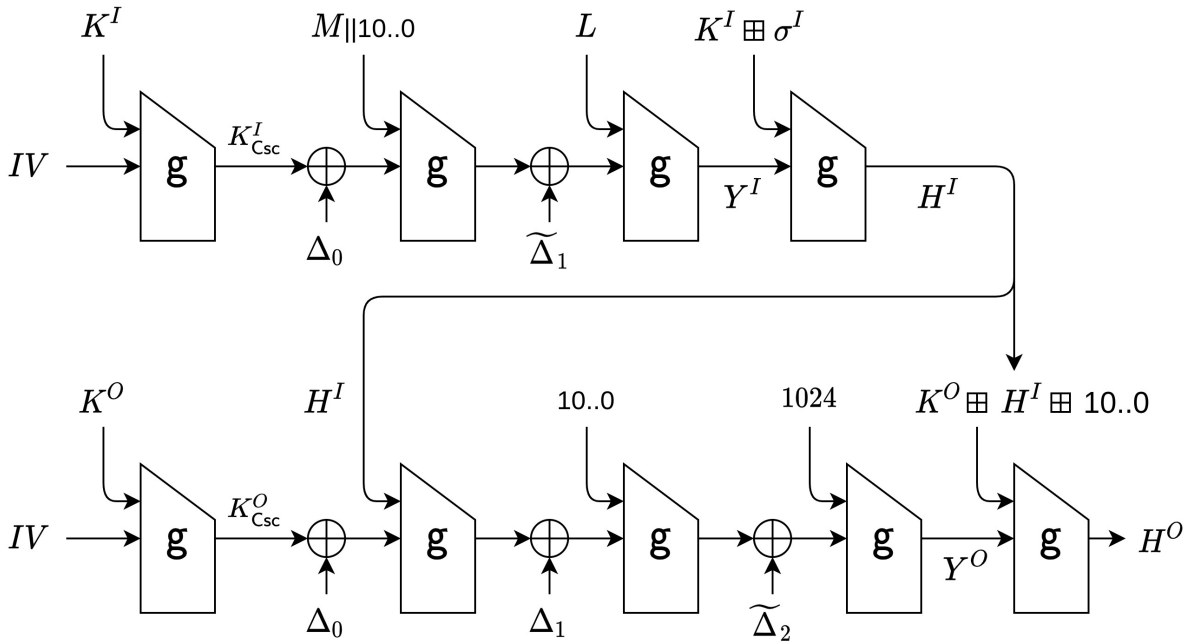 K^I M||10..0 L K^I ⊞ σ^I
IV g K^I_Csc g g g
Y^I H^I
Δ_0 Δ̃_1
K^O H^I 10..0 1024 K^O ⊞ H^I ⊞ 10..0
IV g K^O_Csc g g g g H^O
Y^O
Δ_0 Δ_1 Δ̃_2